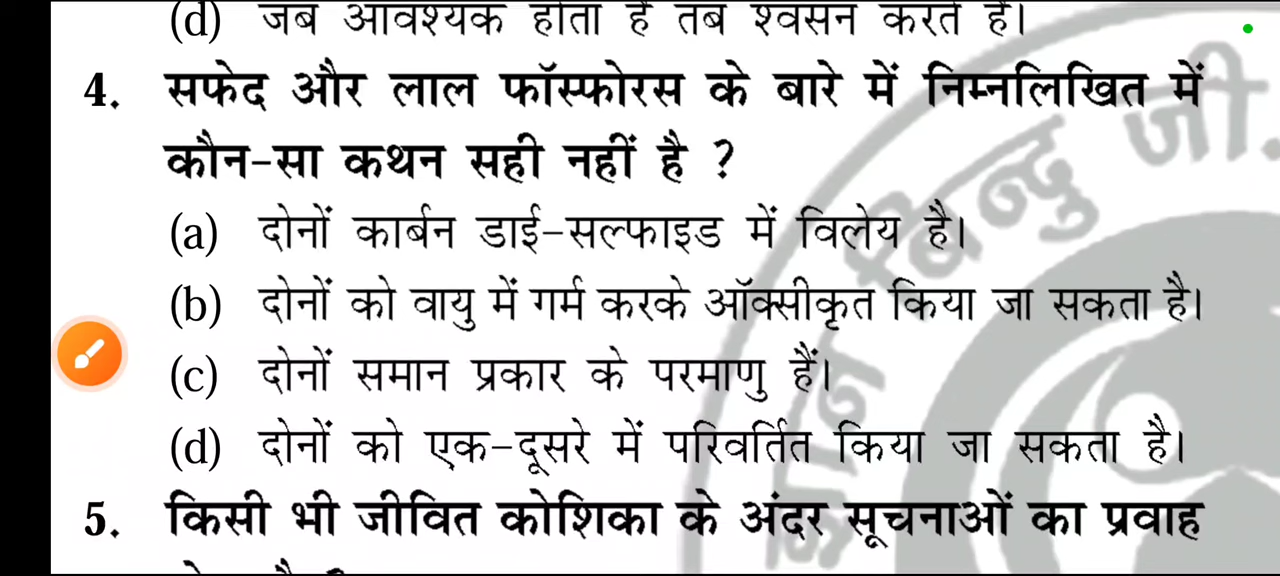 (d) जब आवश्यक होता है तब श्वसन करते हैं।
4. सफेद और लाल फॉस्फोरस के बारे में निम्नलिखित में
कौन-सा कथन सही नहीं है ?
(a) दोनों कार्बन डाई-सल्फाइड में विलेय है।
(b) दोनों को वायु में गर्म करके ऑक्सीकृत किया जा सकता है।
(c) दोनों समान प्रकार के परमाणु हैं।
(d) दोनों को एक-दूसरे में परिवर्तित किया जा सकता है।
5. किसी भी जीवित कोशिका के अंदर सूचनाओं का प्रवाह
ज्ञान बिन्दु जी.